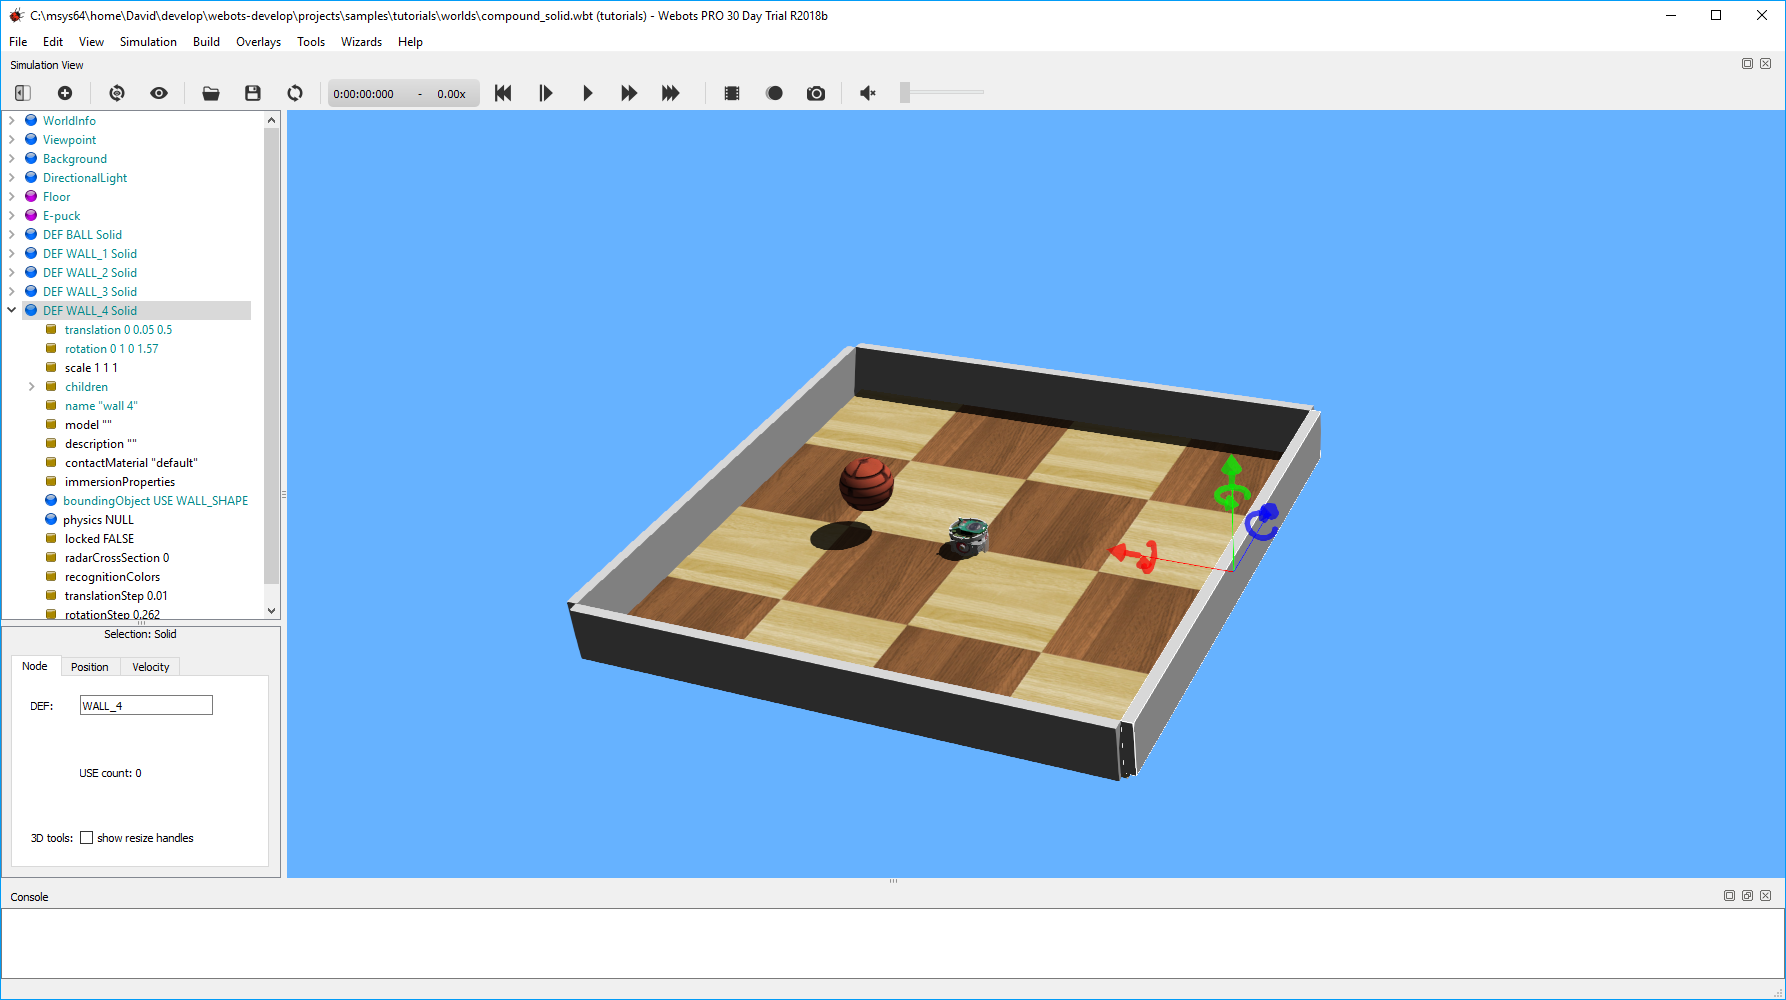 C:\msys64\home\David\develop\webots-develop\projects\samples\tutorials\worlds\compound_solid.wbt (tutorials) - Webots PRO 30 Day Trial R2018b
File Edit View Simulation Build Overlays Tools Wizards Help
Simulation View
0:00:00:000 - 0.00x
WorldInfo
Viewpoint
Background
DirectionalLight
Floor
E-puck
DEF BALL Solid
DEF WALL_1 Solid
DEF WALL_2 Solid
DEF WALL_3 Solid
DEF WALL_4 Solid
translation 0 0.05 0.5
rotation 0 1 0 1.57
scale 1 1 1
children
name "wall 4"
model ""
description ""
contactMaterial "default"
immersionProperties
boundingObject USE WALL_SHAPE
physics NULL
locked FALSE
radarCrossSection 0
recognitionColors
translationStep 0.01
rotationStep 0.262
Selection: Solid
Node Position Velocity
DEF: WALL_4
USE count: 0
3D tools: show resize handles
Console